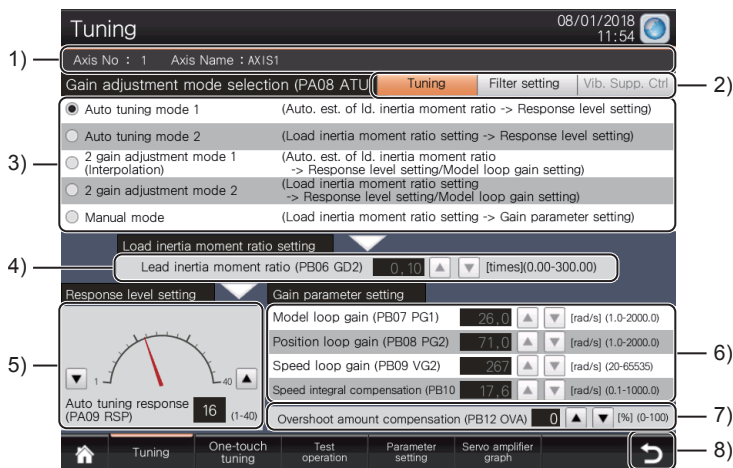 Tuning
08/01/2018
11:54
1)
Axis No : 1 Axis Name : AXIS1
Gain adjustment mode selection (PA08 ATU
Tuning
Filter setting
Vib. Supp. Ctrl
2)
3)
Auto tuning mode 1 (Auto. est. of ld. inertia moment ratio -> Response level setting)
Auto tuning mode 2 (Load inertia moment ratio setting -> Response level setting)
2 gain adjustment mode 1
(Interpolation)
(Auto. est. of ld. inertia moment ratio
-> Response level setting/Model loop gain setting)
2 gain adjustment mode 2
(Load inertia moment ratio setting
-> Response level setting/Model loop gain setting)
Manual mode (Load inertia moment ratio setting -> Gain parameter setting)
Load inertia moment ratio setting
4)
Lead inertia moment ratio (PB06 GD2) 0,10 [times](0.00-300.00)
Response level setting
Gain parameter setting
5)
1
40
Auto tuning response
(PA09 RSP)
16 (1-40)
Model loop gain (PB07 PG1) 26,0 [rad/s] (1.0-2000.0)
Position loop gain (PB08 PG2) 71,0 [rad/s] (1.0-2000.0)
Speed loop gain (PB09 VG2) 267 [rad/s] (20-65535)
Speed integral compensation (PB10 17,6 [rad/s] (0.1-1000.0)
6)
Overshoot amount compensation (PB12 OVA) 0 [%] (0-100)
7)
Tuning
One-touch
tuning
Test
operation
Parameter
setting
Servo amplifier
graph
8)